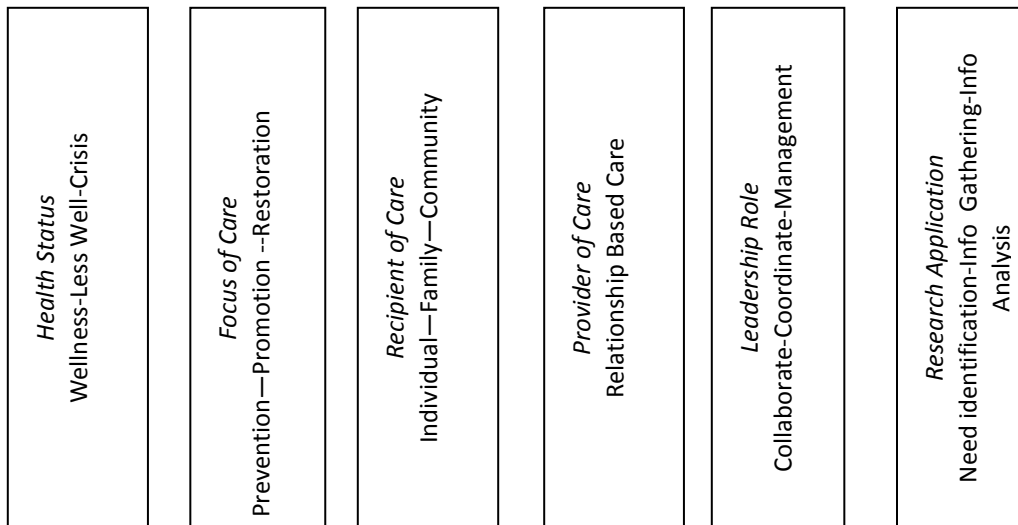 Health Status
Wellness-Less Well-Crisis
Focus of Care
Prevention—Promotion --Restoration
Recipient of Care
Individual—Family—Community
Provider of Care
Relationship Based Care
Leadership Role
Collaborate-Coordinate-Management
Research Application
Need identification-Info Gathering-Info
Analysis